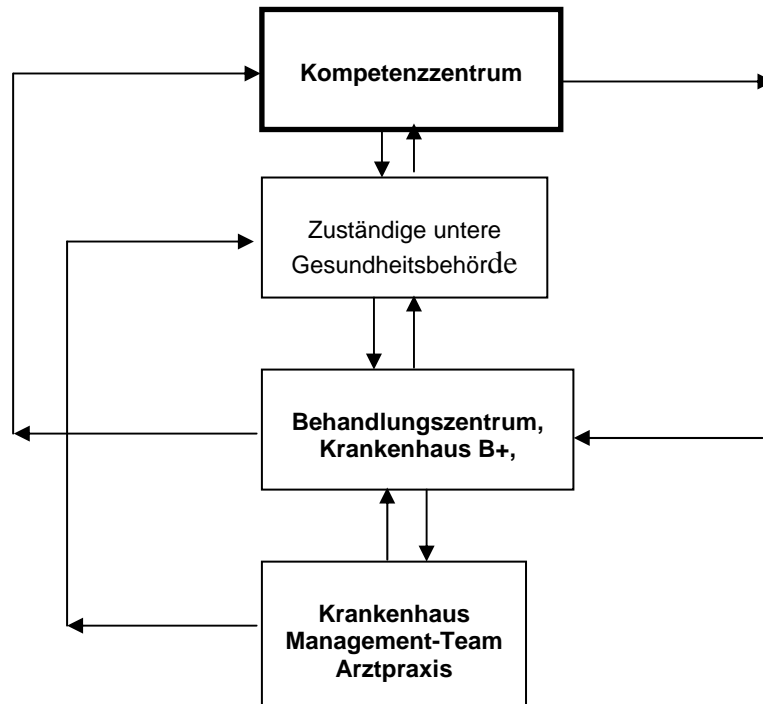 Kompetenzzentrum
Zuständige untere
Gesundheitsbehörde
Behandlungszentrum,
Krankenhaus B+,
Krankenhaus
Management-Team
Arztpraxis